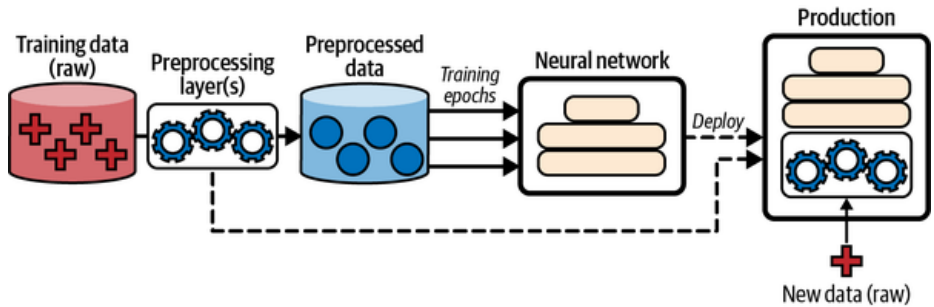 Training data
(raw)
Preprocessing
layer(s)
Preprocessed
data
Training
epochs
Neural network
Deploy
Production
New data (raw)